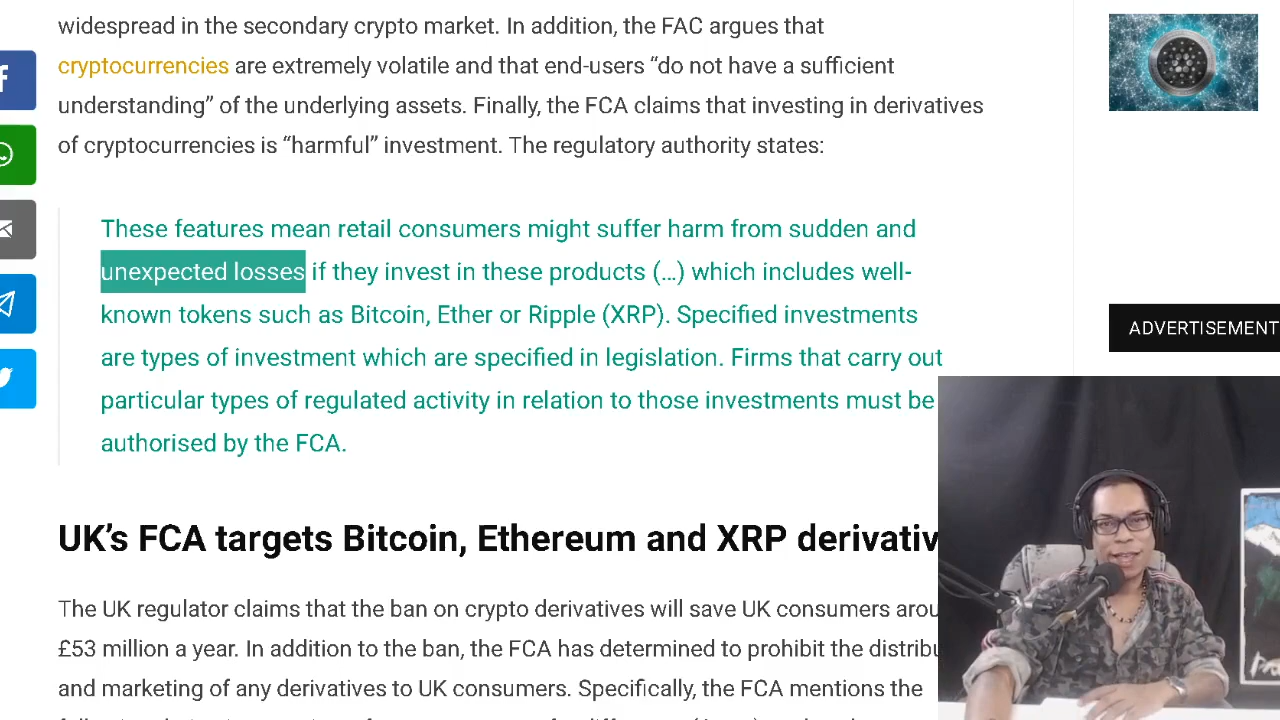 widespread in the secondary crypto market. In addition, the FAC argues that
cryptocurrencies are extremely volatile and that end-users “do not have a sufficient
understanding” of the underlying assets. Finally, the FCA claims that investing in derivatives
of cryptocurrencies is “harmful” investment. The regulatory authority states:
These features mean retail consumers might suffer harm from sudden and
unexpected losses if they invest in these products (…) which includes well-
known tokens such as Bitcoin, Ether or Ripple (XRP). Specified investments
are types of investment which are specified in legislation. Firms that carry out
particular types of regulated activity in relation to those investments must be
authorised by the FCA.
ADVERTISEMENT
UK’s FCA targets Bitcoin, Ethereum and XRP derivativ
The UK regulator claims that the ban on crypto derivatives will save UK consumers arou
£53 million a year. In addition to the ban, the FCA has determined to prohibit the distribu
and marketing of any derivatives to UK consumers. Specifically, the FCA mentions the